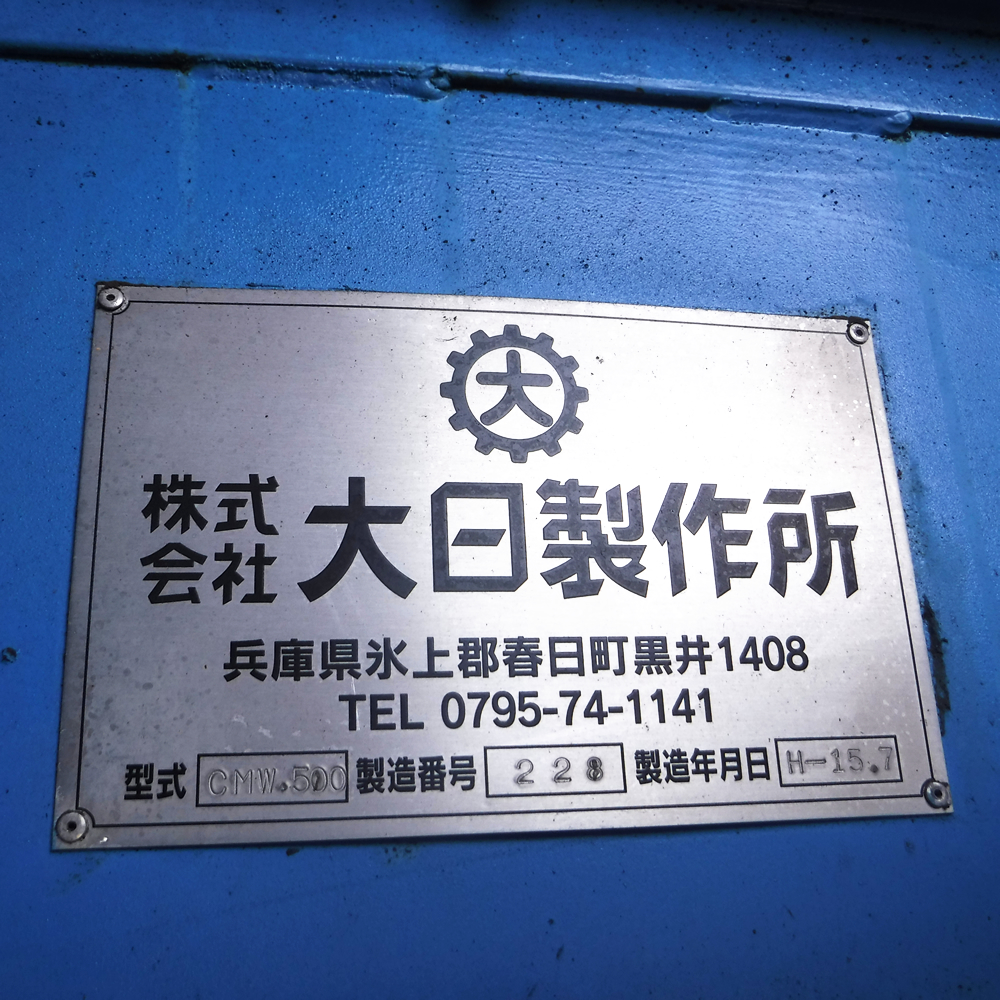 大
株式会社 大日製作所
兵庫県氷上郡春日町黒井1408
TEL 0795-74-1141
型式 CMW.500 製造番号 228 製造年月日 H-15.7